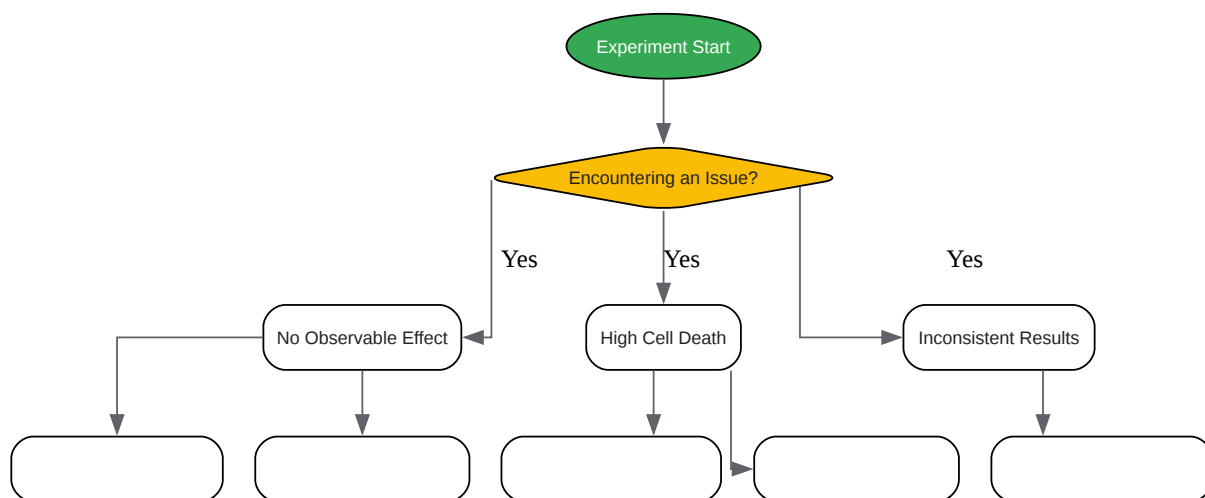 Experiment Start
Encountering an Issue?
Yes
Yes
Yes
No Observable Effect
High Cell Death
Inconsistent Results